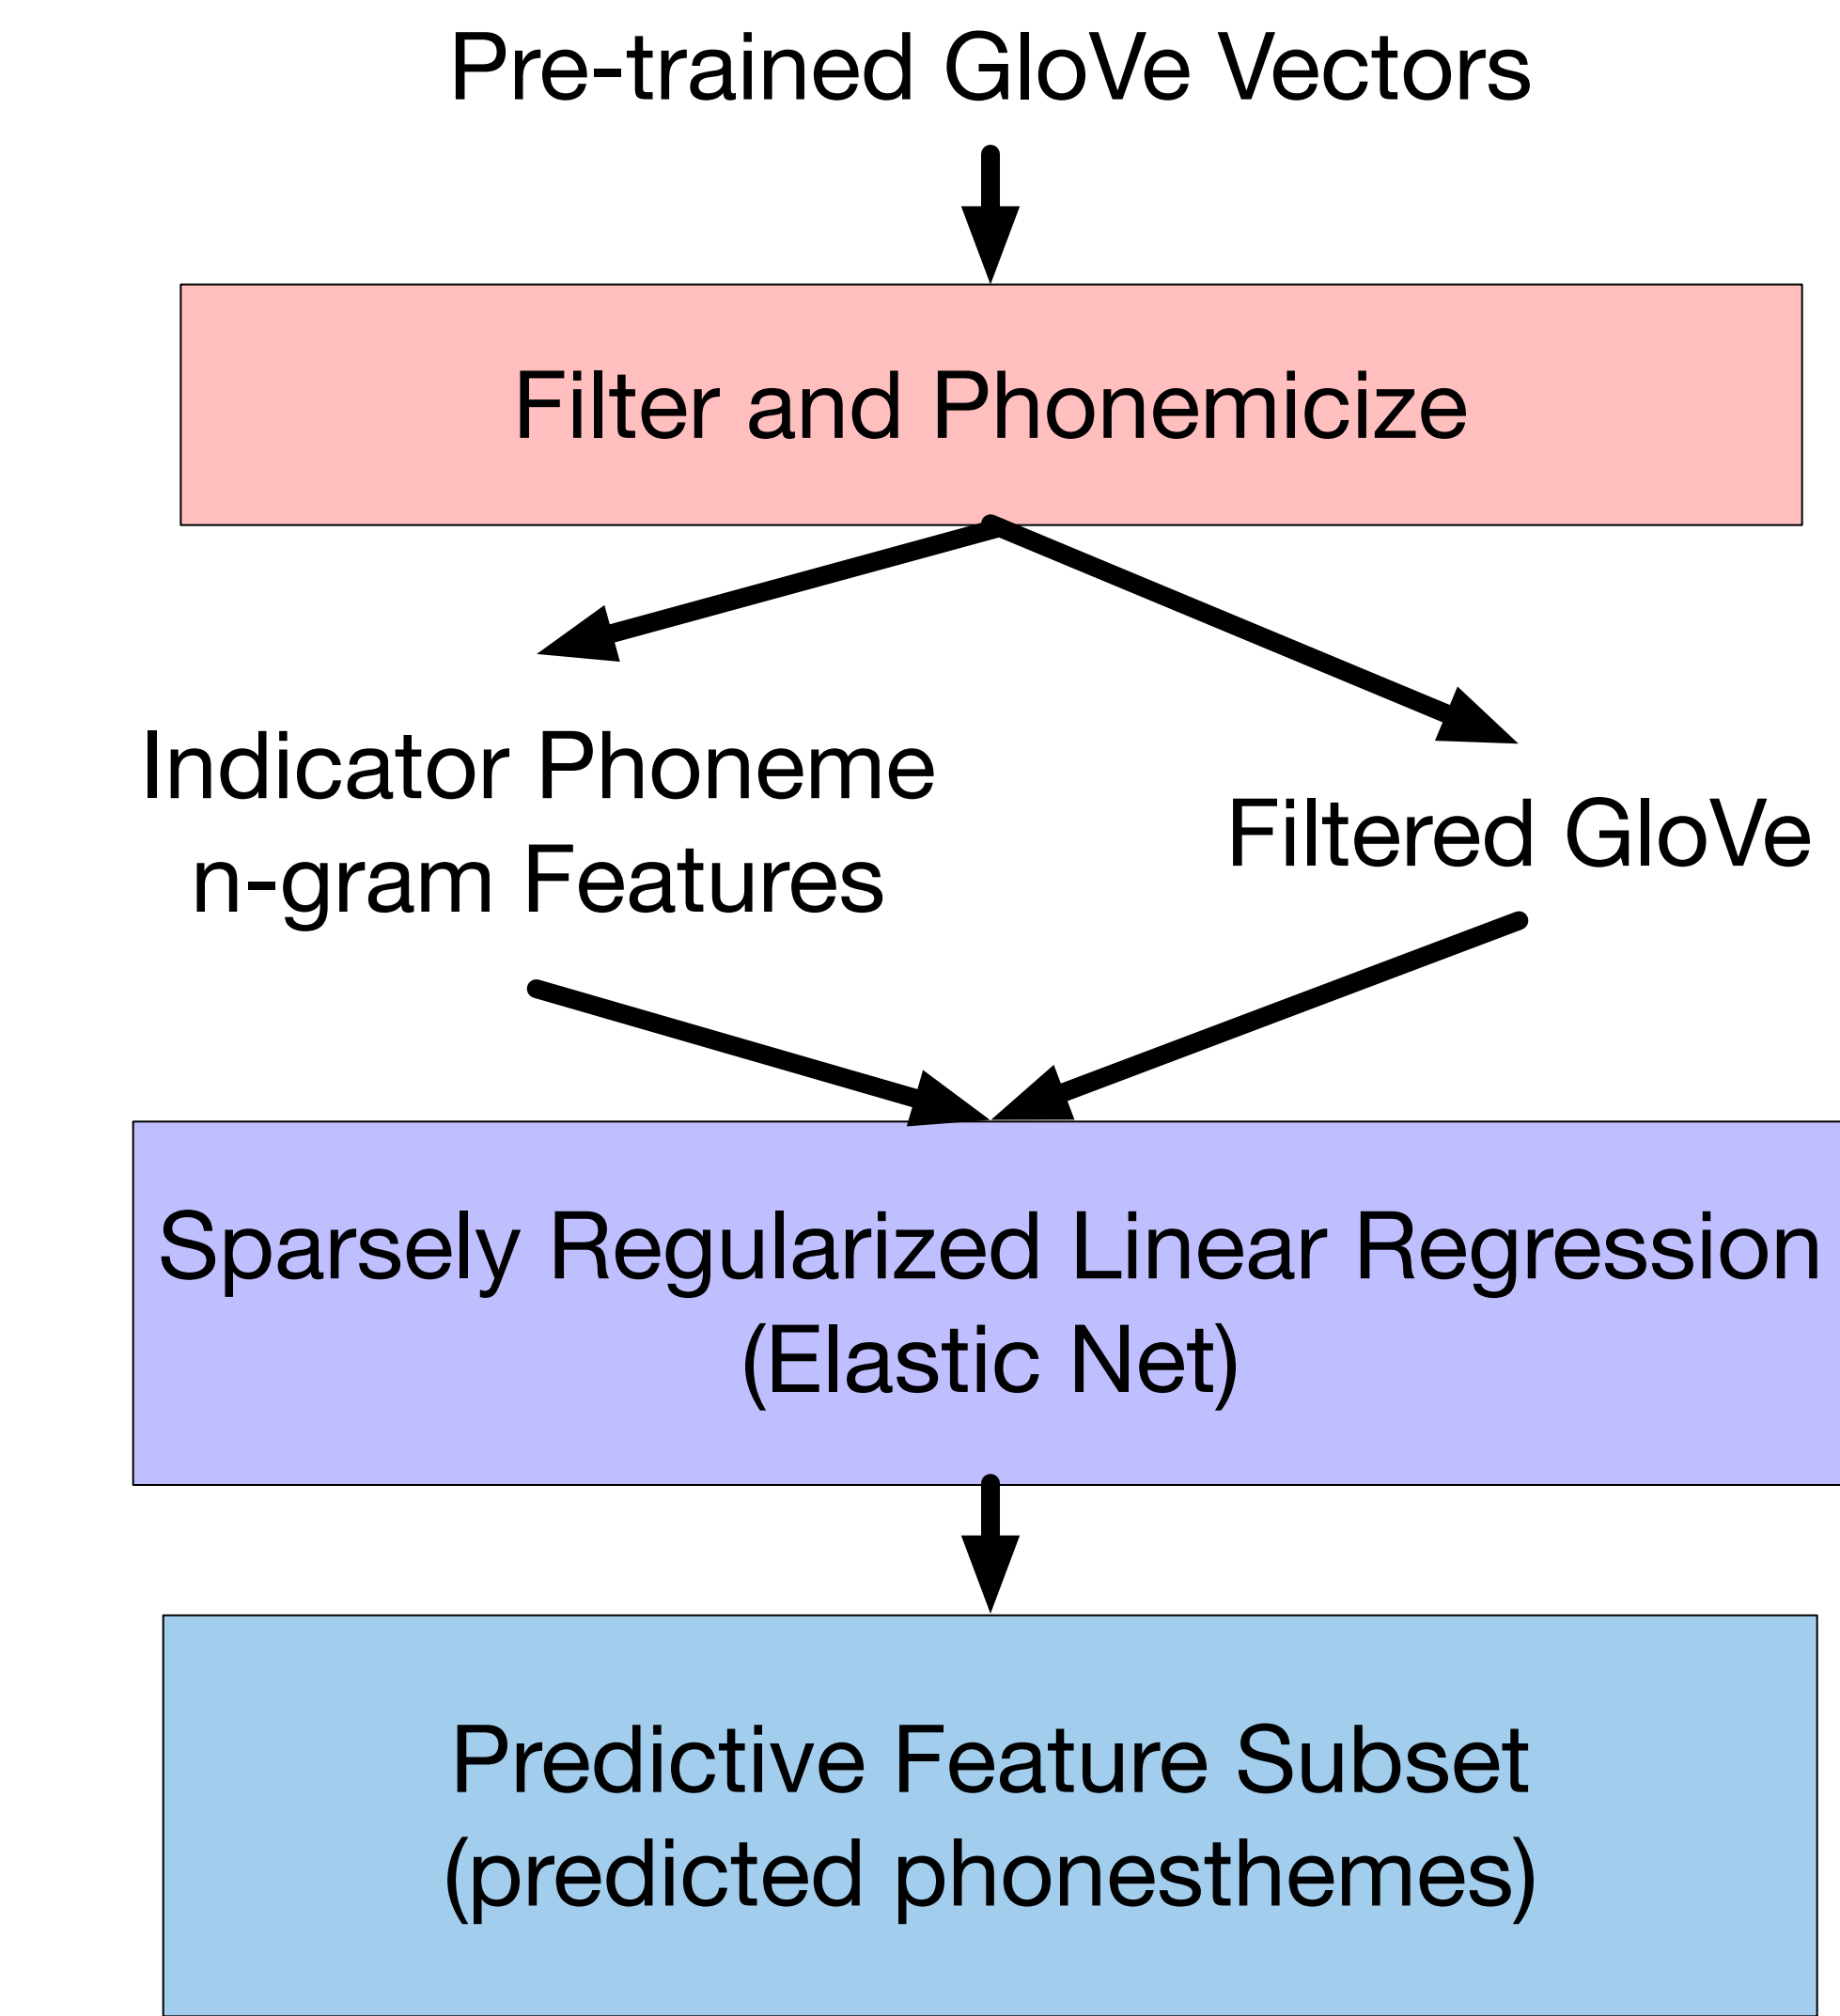 Pre-trained GloVe Vectors
Filter and Phonemicize
Indicator Phoneme
n-gram Features
Filtered GloVe
Sparsely Regularized Linear Regression
(Elastic Net)
Predictive Feature Subset
(predicted phonesthemes)